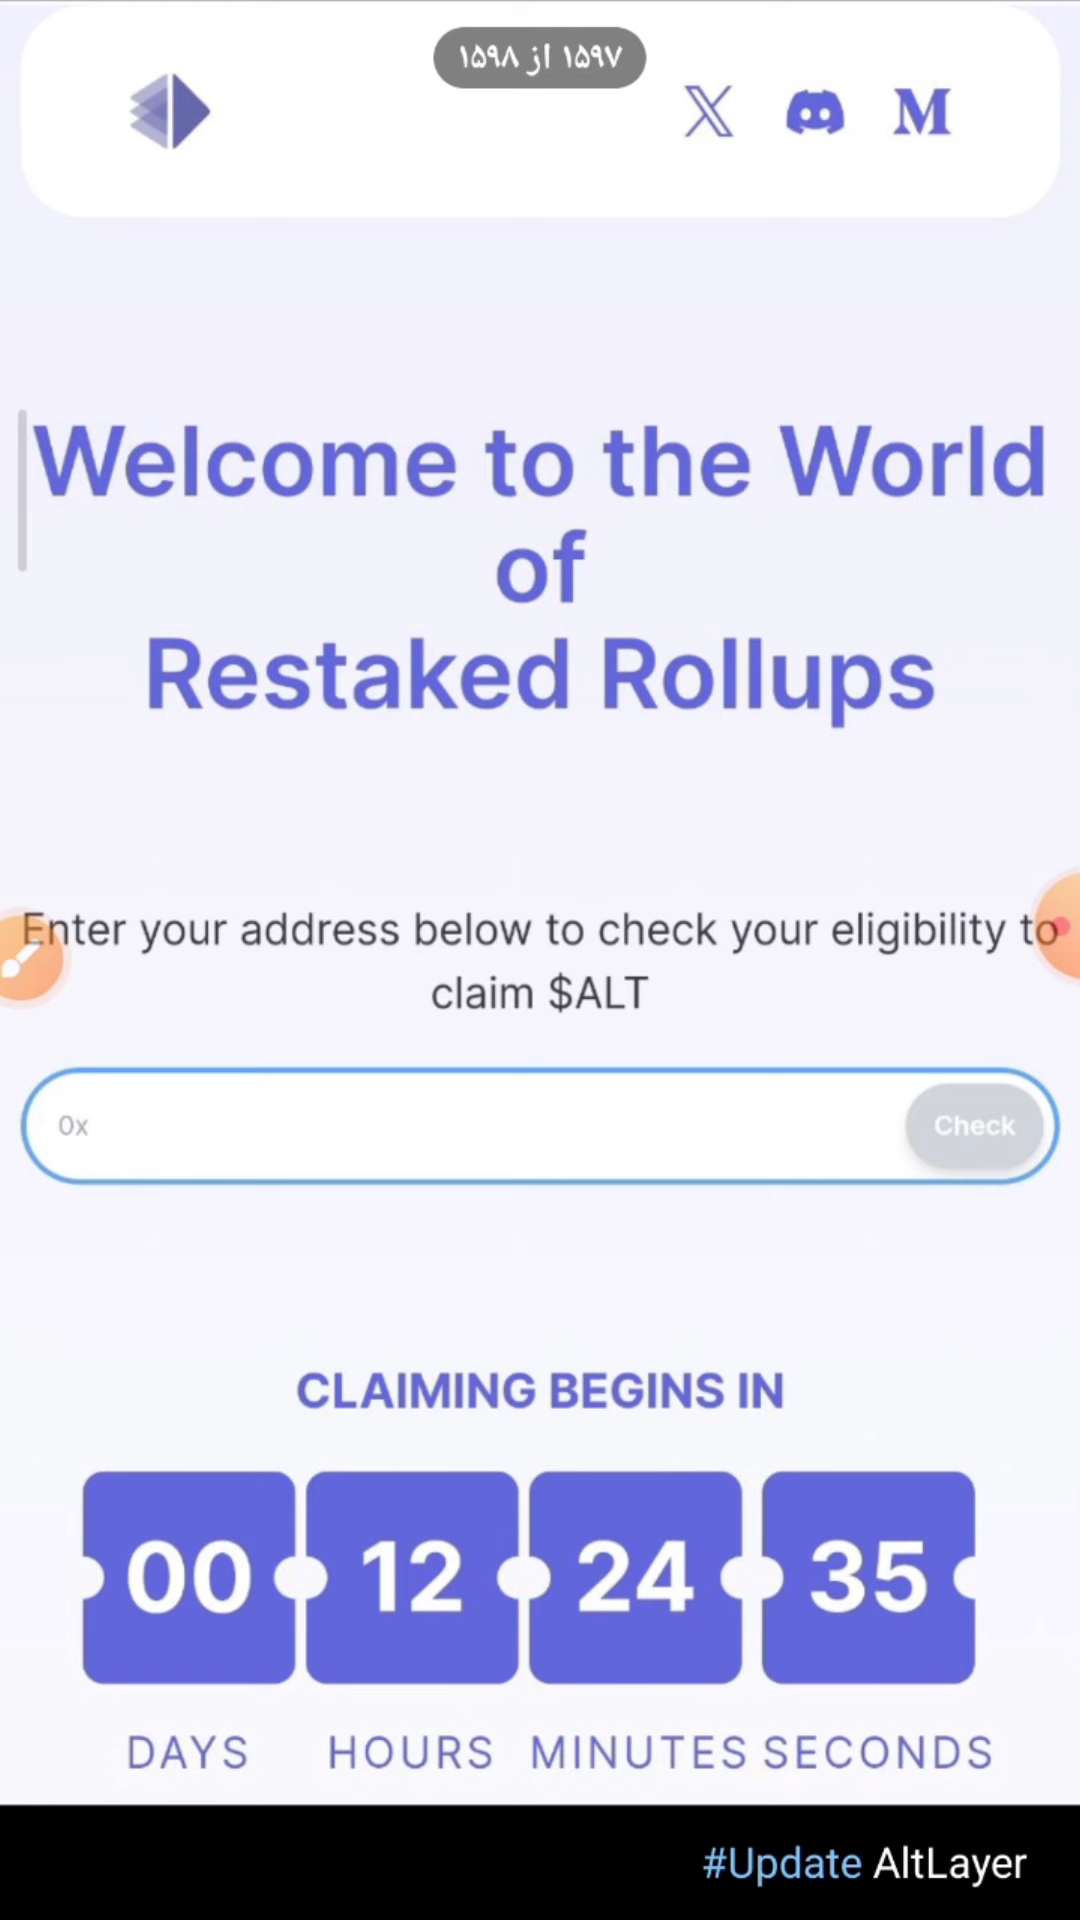 ۱۵۹۷ از ۱۵۹۸
Welcome to the World
of
Restaked Rollups
Enter your address below to check your eligibility to
claim $ALT
0x
Check
CLAIMING BEGINS IN
00 12 24 35
DAYS HOURS MINUTES SECONDS
#Update AltLayer